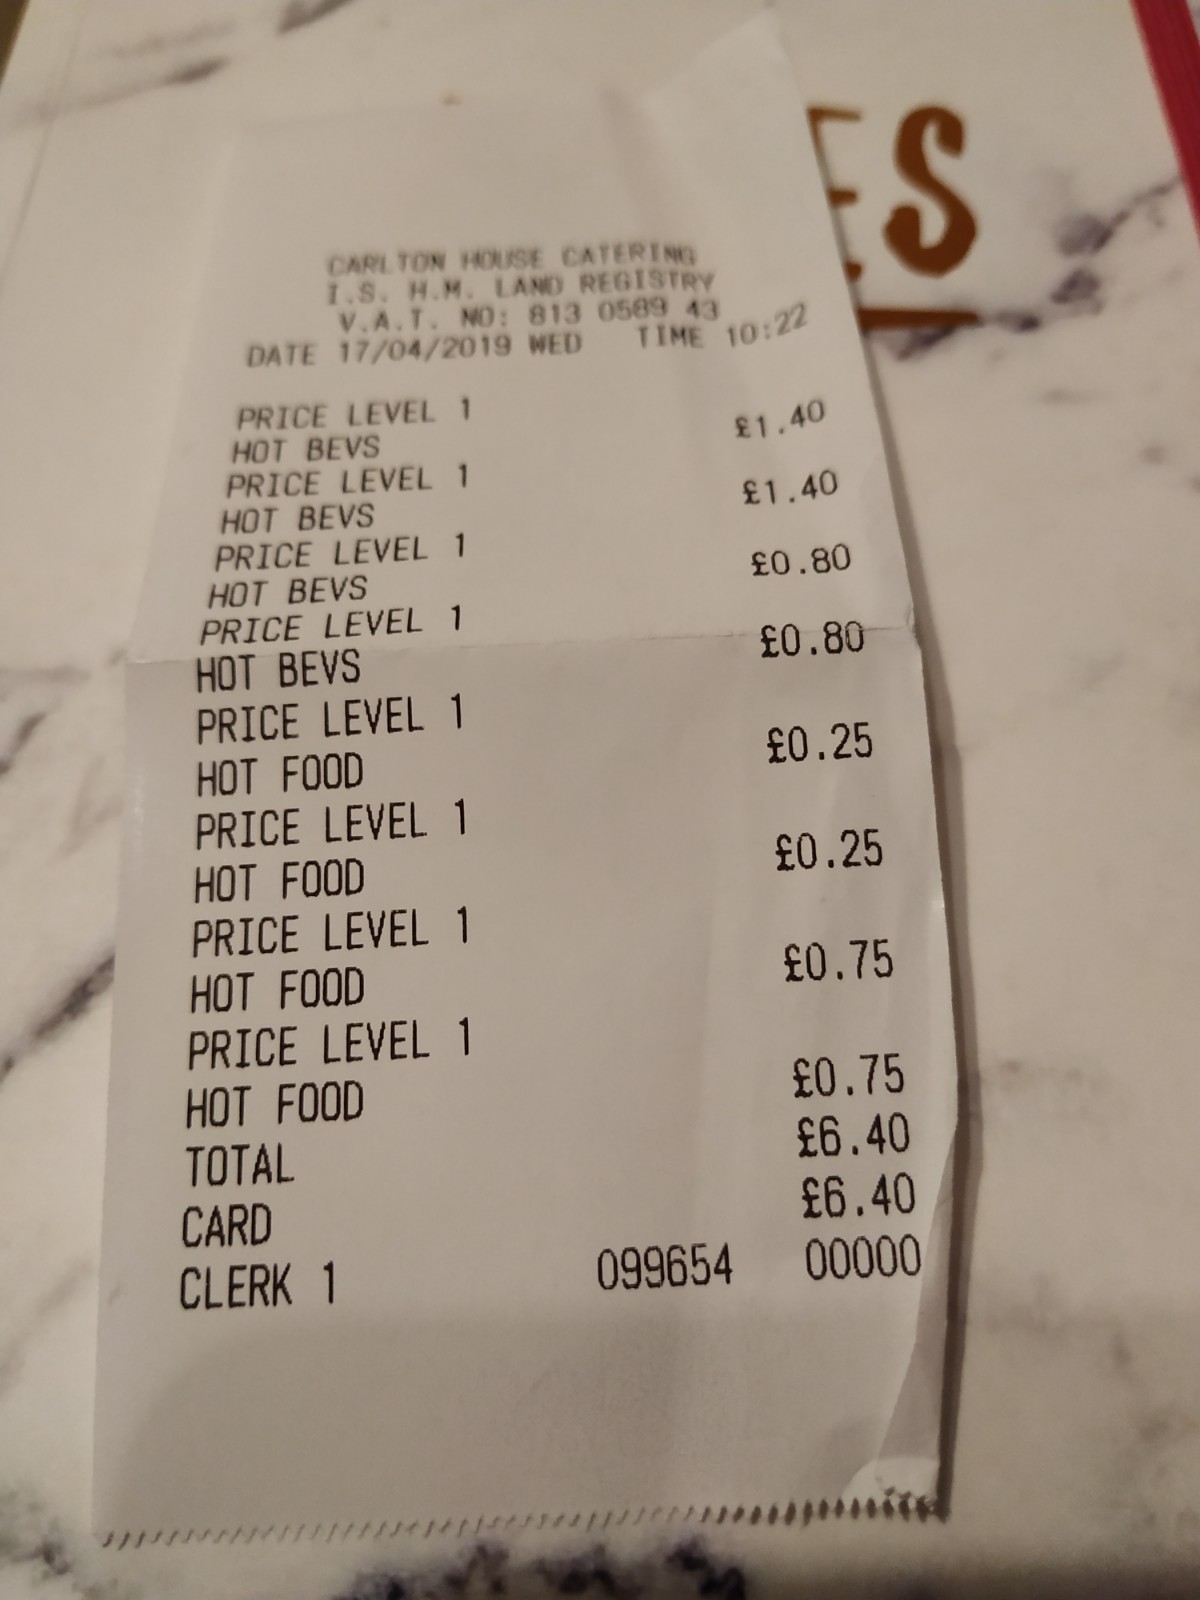 ES
CARLTON HOUSE CATERING
I.S. H.M. LAND REGISTRY
V.A.T. NO: 813 0589 43
DATE 17/04/2019 WED TIME 10:22
PRICE LEVEL 1
HOT BEVS £1.40
PRICE LEVEL 1
HOT BEVS £1.40
PRICE LEVEL 1
HOT BEVS £0.80
PRICE LEVEL 1
HOT BEVS £0.80
PRICE LEVEL 1
HOT FOOD £0.25
PRICE LEVEL 1
HOT FOOD £0.25
PRICE LEVEL 1
HOT FOOD £0.75
PRICE LEVEL 1
HOT FOOD £0.75
TOTAL £6.40
CARD £6.40
CLERK 1 099654 00000